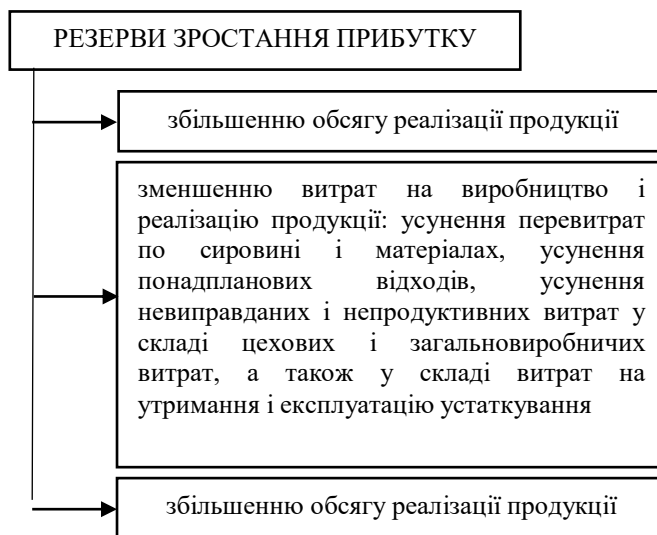 РЕЗЕРВИ ЗРОСТАННЯ ПРИБУТКУ
збільшенню обсягу реалізації продукції
зменшенню витрат на виробництво і
реалізацію продукції: усунення перевитрат
по сировині і матеріалах, усунення
понадпланових відходів, усунення
невиправданих і непродуктивних витрат у
складі цехових і загальновиробничих
витрат, а також у складі витрат на
утримання і експлуатацію устаткування
збільшенню обсягу реалізації продукції